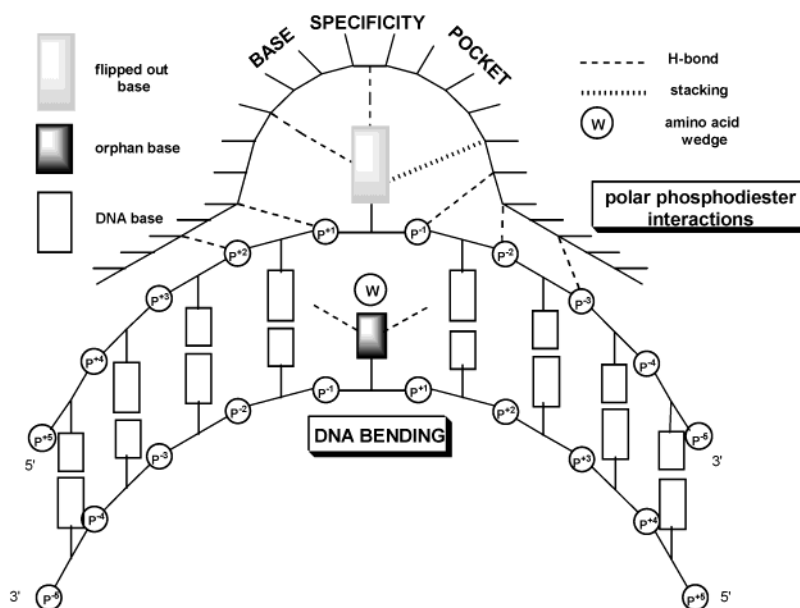 BASE SPECIFICITY POCKET
flipped out
base
orphan base
DNA base
H-bond
stacking
W
amino acid
wedge
polar phosphodiester
interactions
P+1
P-1
P+2
P-2
P+3
P-3
P+4
P-4
P+5
P-5
5'
3'
W
P-1
P+1
P-2
P+2
DNA BENDING
P-3
P+3
P-4
P+4
3'
P-5
P+5
5'